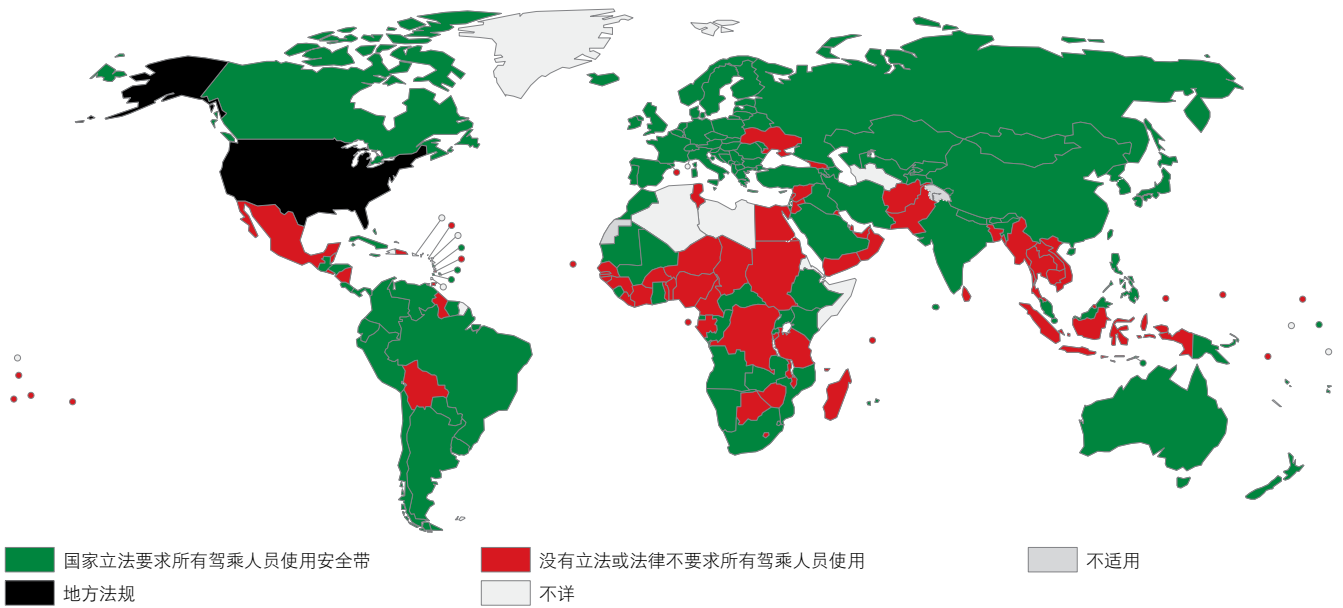 国家立法要求所有驾乘人员使用安全带
没有立法或法律不要求所有驾乘人员使用
不适用
地方法规
不详